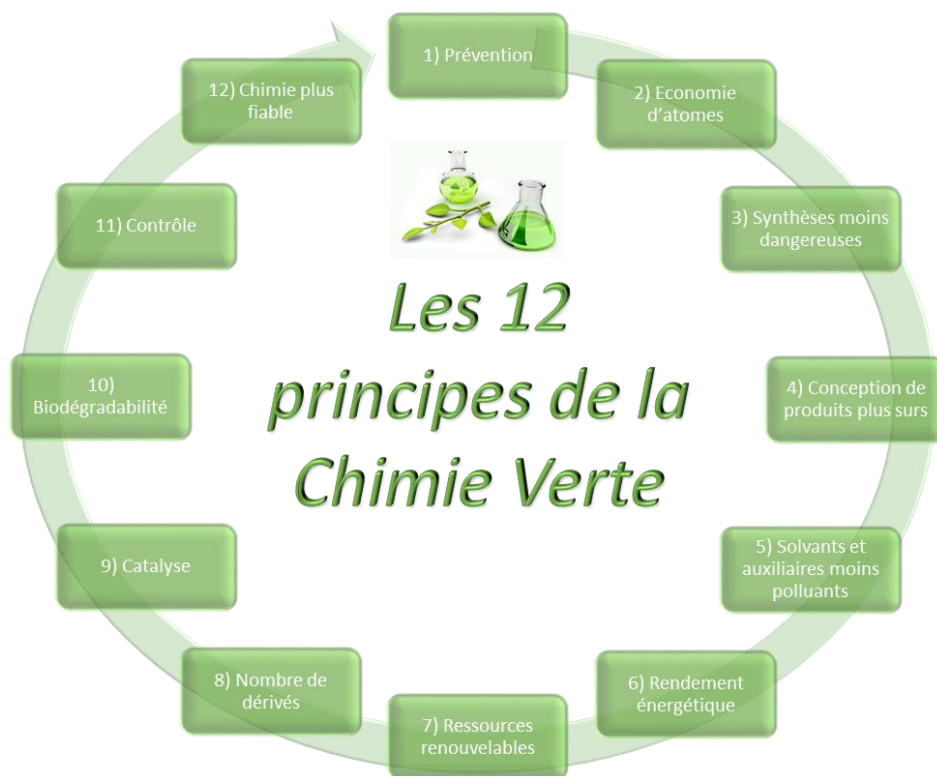 1) Prévention
2) Economie
d'atomes
3) Synthèses moins
dangereuses
4) Conception de
produits plus surs
5) Solvants et
auxiliaires moins
polluants
6) Rendement
énergétique
7) Ressources
renouvelables
8) Nombre de
dérivés
9) Catalyse
10)
Biodégradabilité
11) Contrôle
12) Chimie plus
fiable
Les 12
principes de la
Chimie Verte